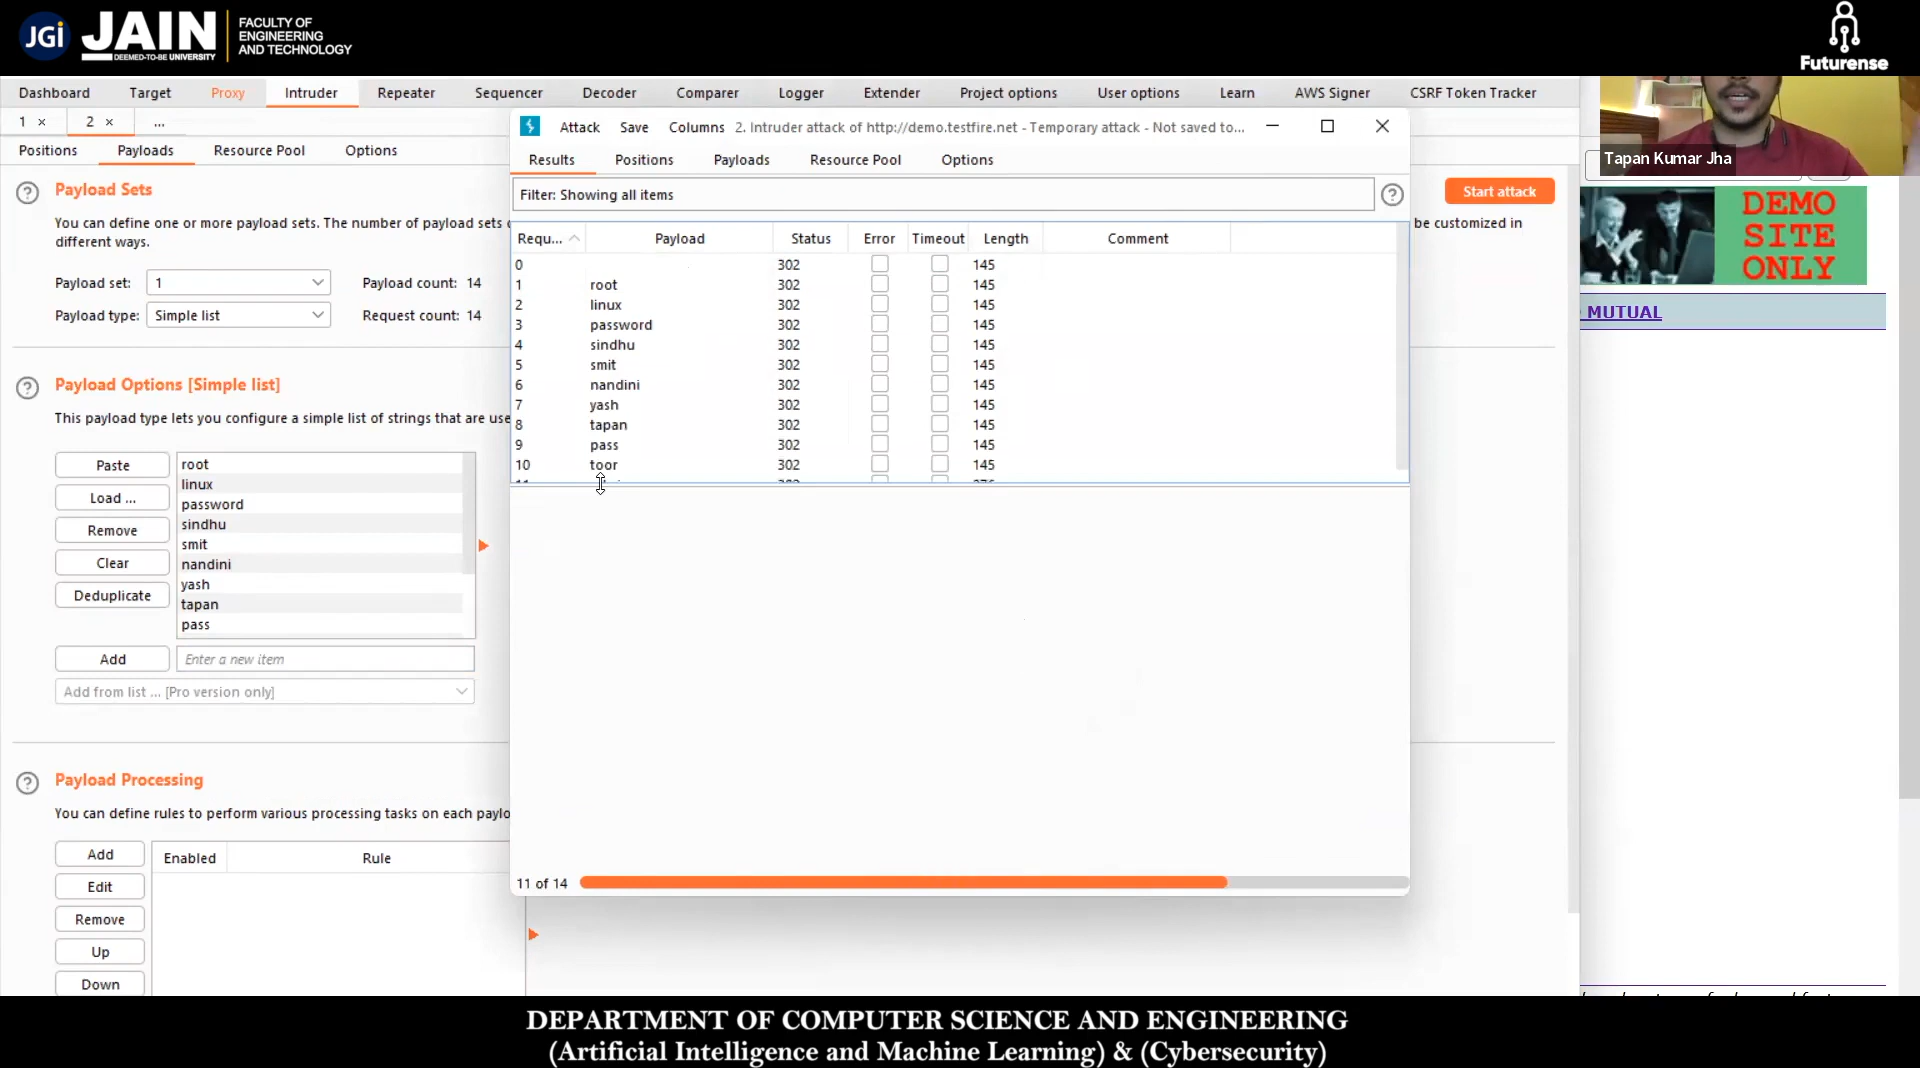 JGi JAIN DEEMED-TO-BE UNIVERSITY
FACULTY OF
ENGINEERING
AND TECHNOLOGY
Futurense
Dashboard Target Proxy Intruder Repeater Sequencer Decoder Comparer Logger Extender Project options User options Learn AWS Signer CSRF Token Tracker
1 × 2 × ...
Positions Payloads Resource Pool Options
Payload Sets
You can define one or more payload sets. The number of payload sets
be customized in
different ways.
Payload set: 1 Payload count: 14
Payload type: Simple list Request count: 14
Start attack
Payload Options [Simple list]
This payload type lets you configure a simple list of strings that are use
Paste
Load ...
Remove
Clear
Deduplicate
root
linux
password
sindhu
smit
nandini
yash
tapan
pass
Add Enter a new item
Add from list ... [Pro version only]
Payload Processing
You can define rules to perform various processing tasks on each paylo
Add
Edit
Remove
Up
Down
Enabled Rule
Attack Save Columns 2. Intruder attack of http://demo.testfire.net - Temporary attack - Not saved to...
Results Positions Payloads Resource Pool Options
Filter: Showing all items
Requ... Payload Status Error Timeout Length Comment
0 302 145
1 root 302 145
2 linux 302 145
3 password 302 145
4 sindhu 302 145
5 smit 302 145
6 nandini 302 145
7 yash 302 145
8 tapan 302 145
9 pass 302 145
10 toor 302 145
11 of 14
Tapan Kumar Jha
DEMO
SITE
ONLY
MUTUAL
DEPARTMENT OF COMPUTER SCIENCE AND ENGINEERING
(Artificial Intelligence and Machine Learning) & (Cybersecurity)